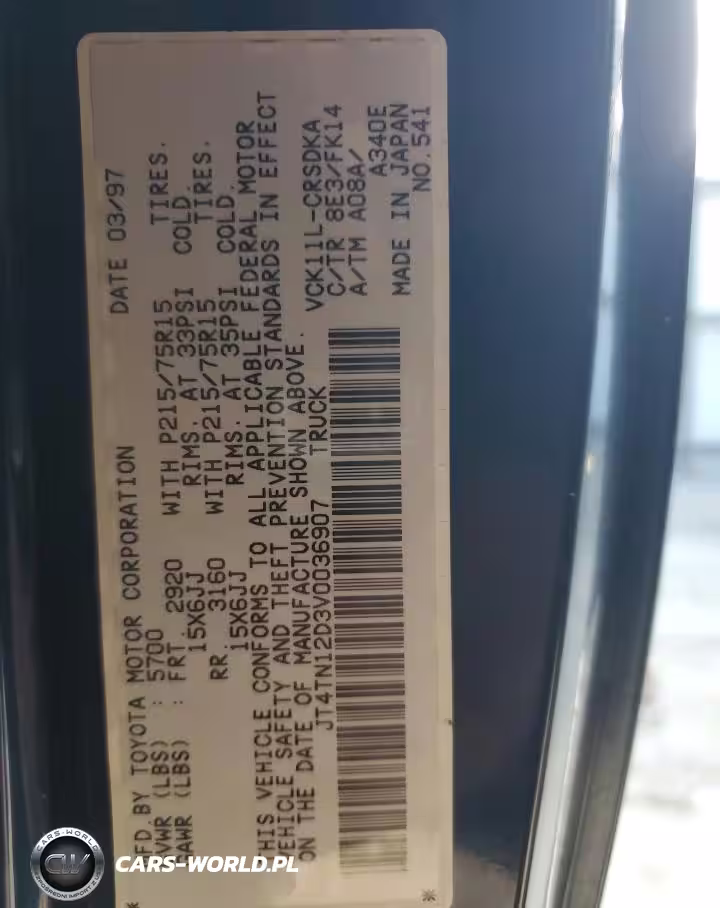 MFD.BY TOYOTA MOTOR CORPORATION DATE 03/97
GVWR (LBS) : 5700
GAWR (LBS) : FRT. 2920 WITH P215/75R15 TIRES.
15X6JJ RIMS. AT 33PSI COLD.
RR. 3160 WITH P215/75R15 TIRES.
15X6JJ RIMS. AT 35PSI COLD.
THIS VEHICLE CONFORMS TO ALL APPLICABLE FEDERAL MOTOR
VEHICLE SAFETY AND THEFT PREVENTION STANDARDS IN EFFECT
ON THE DATE OF MANUFACTURE SHOWN ABOVE.
JT4TN12D3V0036907 TRUCK
VCK11L-CRSDKA
C/TR 8E3/FK14
A/TM A08A/ A340E
MADE IN JAPAN
NO.541
CARS-WORLD
CW
CARS-WORLD.PL